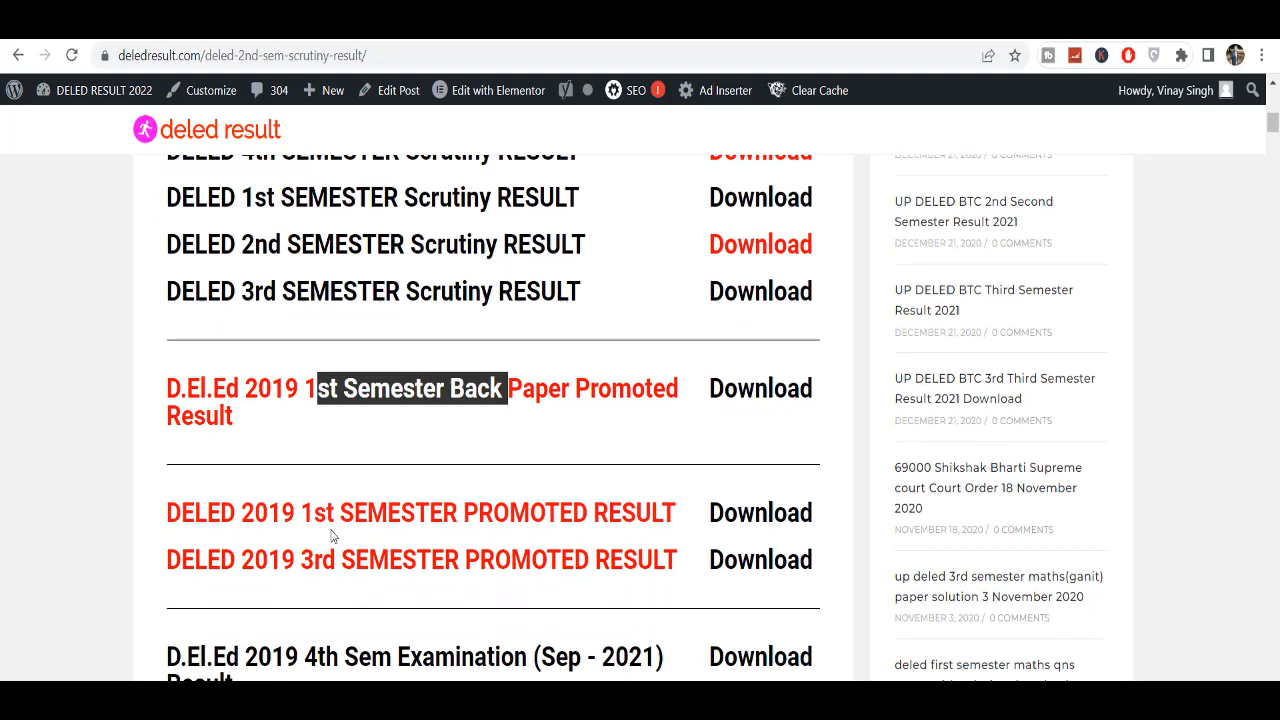 deledresult.com/deled-2nd-sem-scrutiny-result/
DELED RESULT 2022 Customize 304 New Edit Post Edit with Elementor SEO ! Ad Inserter Clear Cache Howdy, Vinay Singh
deled result
DELED 4th SEMESTER Scrutiny RESULT Download
DELED 1st SEMESTER Scrutiny RESULT Download
DELED 2nd SEMESTER Scrutiny RESULT Download
DELED 3rd SEMESTER Scrutiny RESULT Download
D.El.Ed 2019 1st Semester Back Paper Promoted Download
Result
DELED 2019 1st SEMESTER PROMOTED RESULT Download
DELED 2019 3rd SEMESTER PROMOTED RESULT Download
D.El.Ed 2019 4th Sem Examination (Sep - 2021) Download
Result
DECEMBER 21, 2020 / 0 COMMENTS
UP DELED BTC 2nd Second
Semester Result 2021
DECEMBER 21, 2020 / 0 COMMENTS
UP DELED BTC Third Semester
Result 2021
DECEMBER 21, 2020 / 0 COMMENTS
UP DELED BTC 3rd Third Semester
Result 2021 Download
DECEMBER 21, 2020 / 0 COMMENTS
69000 Shikshak Bharti Supreme
court Court Order 18 November
2020
NOVEMBER 18, 2020 / 0 COMMENTS
up deled 3rd semester maths(ganit)
paper solution 3 November 2020
NOVEMBER 3, 2020 / 0 COMMENTS
deled first semester maths qns